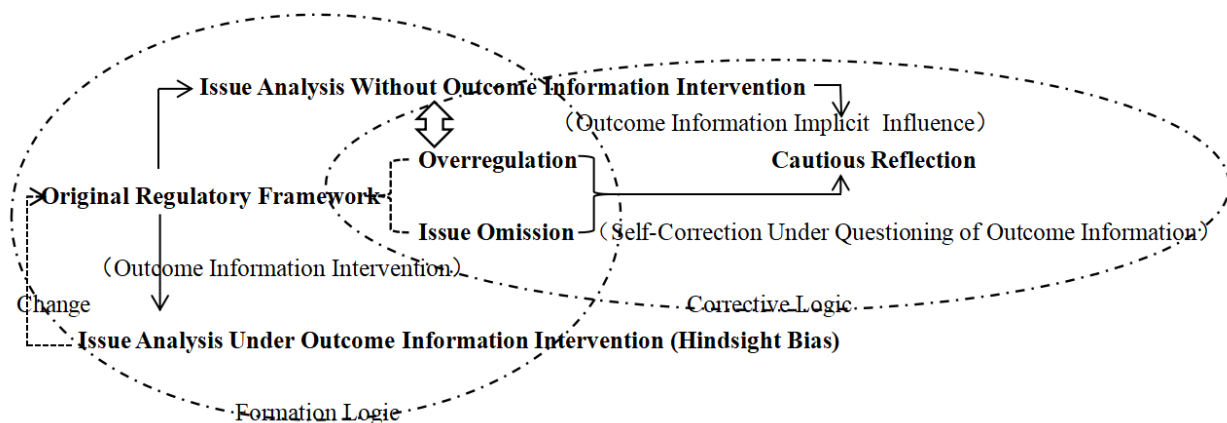 Issue Analysis Without Outcome Information Intervention
（Outcome Information Implicit Influence）
Overregulation
Cautious Reflection
Original Regulatory Framework
Issue Omission
（Self-Correction Under Questioning of Outcome Information）
（Outcome Information Intervention）
Change
Corrective Logic
Issue Analysis Under Outcome Information Intervention (Hindsight Bias)
Formation Logic